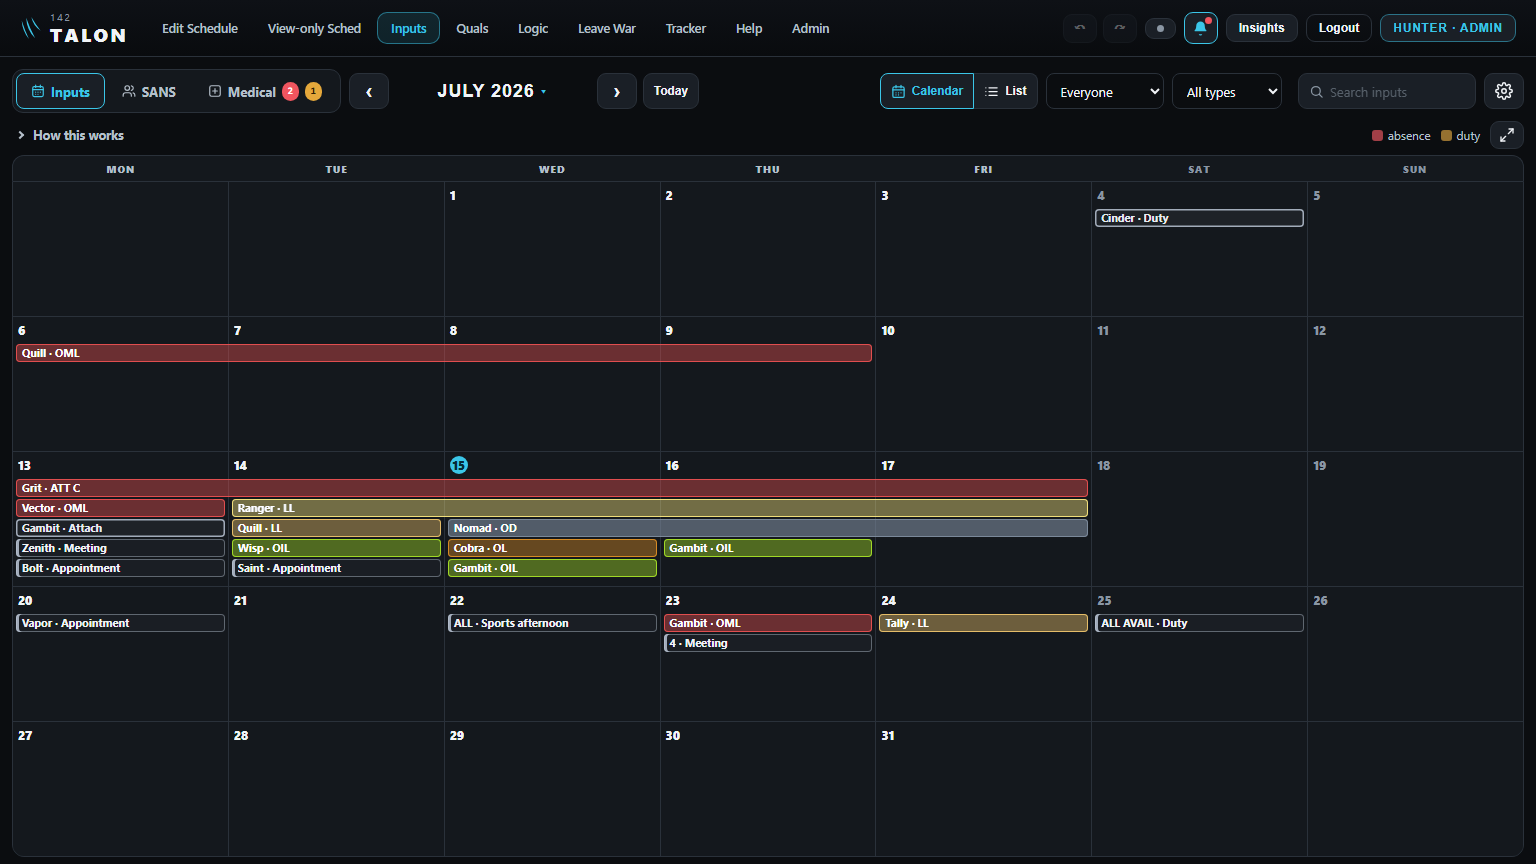 142
TALON
Edit Schedule
View-only Sched
Inputs
Quals
Logic
Leave War
Tracker
Help
Admin
Insights
Logout
HUNTER · ADMIN
Inputs
SANS
Medical 2 1
‹
JULY 2026
›
Today
Calendar
List
Everyone
All types
Search inputs
How this works
absence
duty
MON TUE WED THU FRI SAT SUN
1 2 3 4 5
Cinder · Duty
6 7 8 9 10 11 12
Quill · OML
13 14 15 16 17 18 19
Grit · ATT C
Vector · OML
Ranger · LL
Gambit · Attach
Quill · LL
Nomad · OD
Zenith · Meeting
Wisp · OIL
Cobra · OL
Gambit · OIL
Bolt · Appointment
Saint · Appointment
Gambit · OIL
20 21 22 23 24 25 26
Vapor · Appointment
ALL · Sports afternoon
Gambit · OML
Tally · LL
ALL AVAIL · Duty
4 · Meeting
27 28 29 30 31